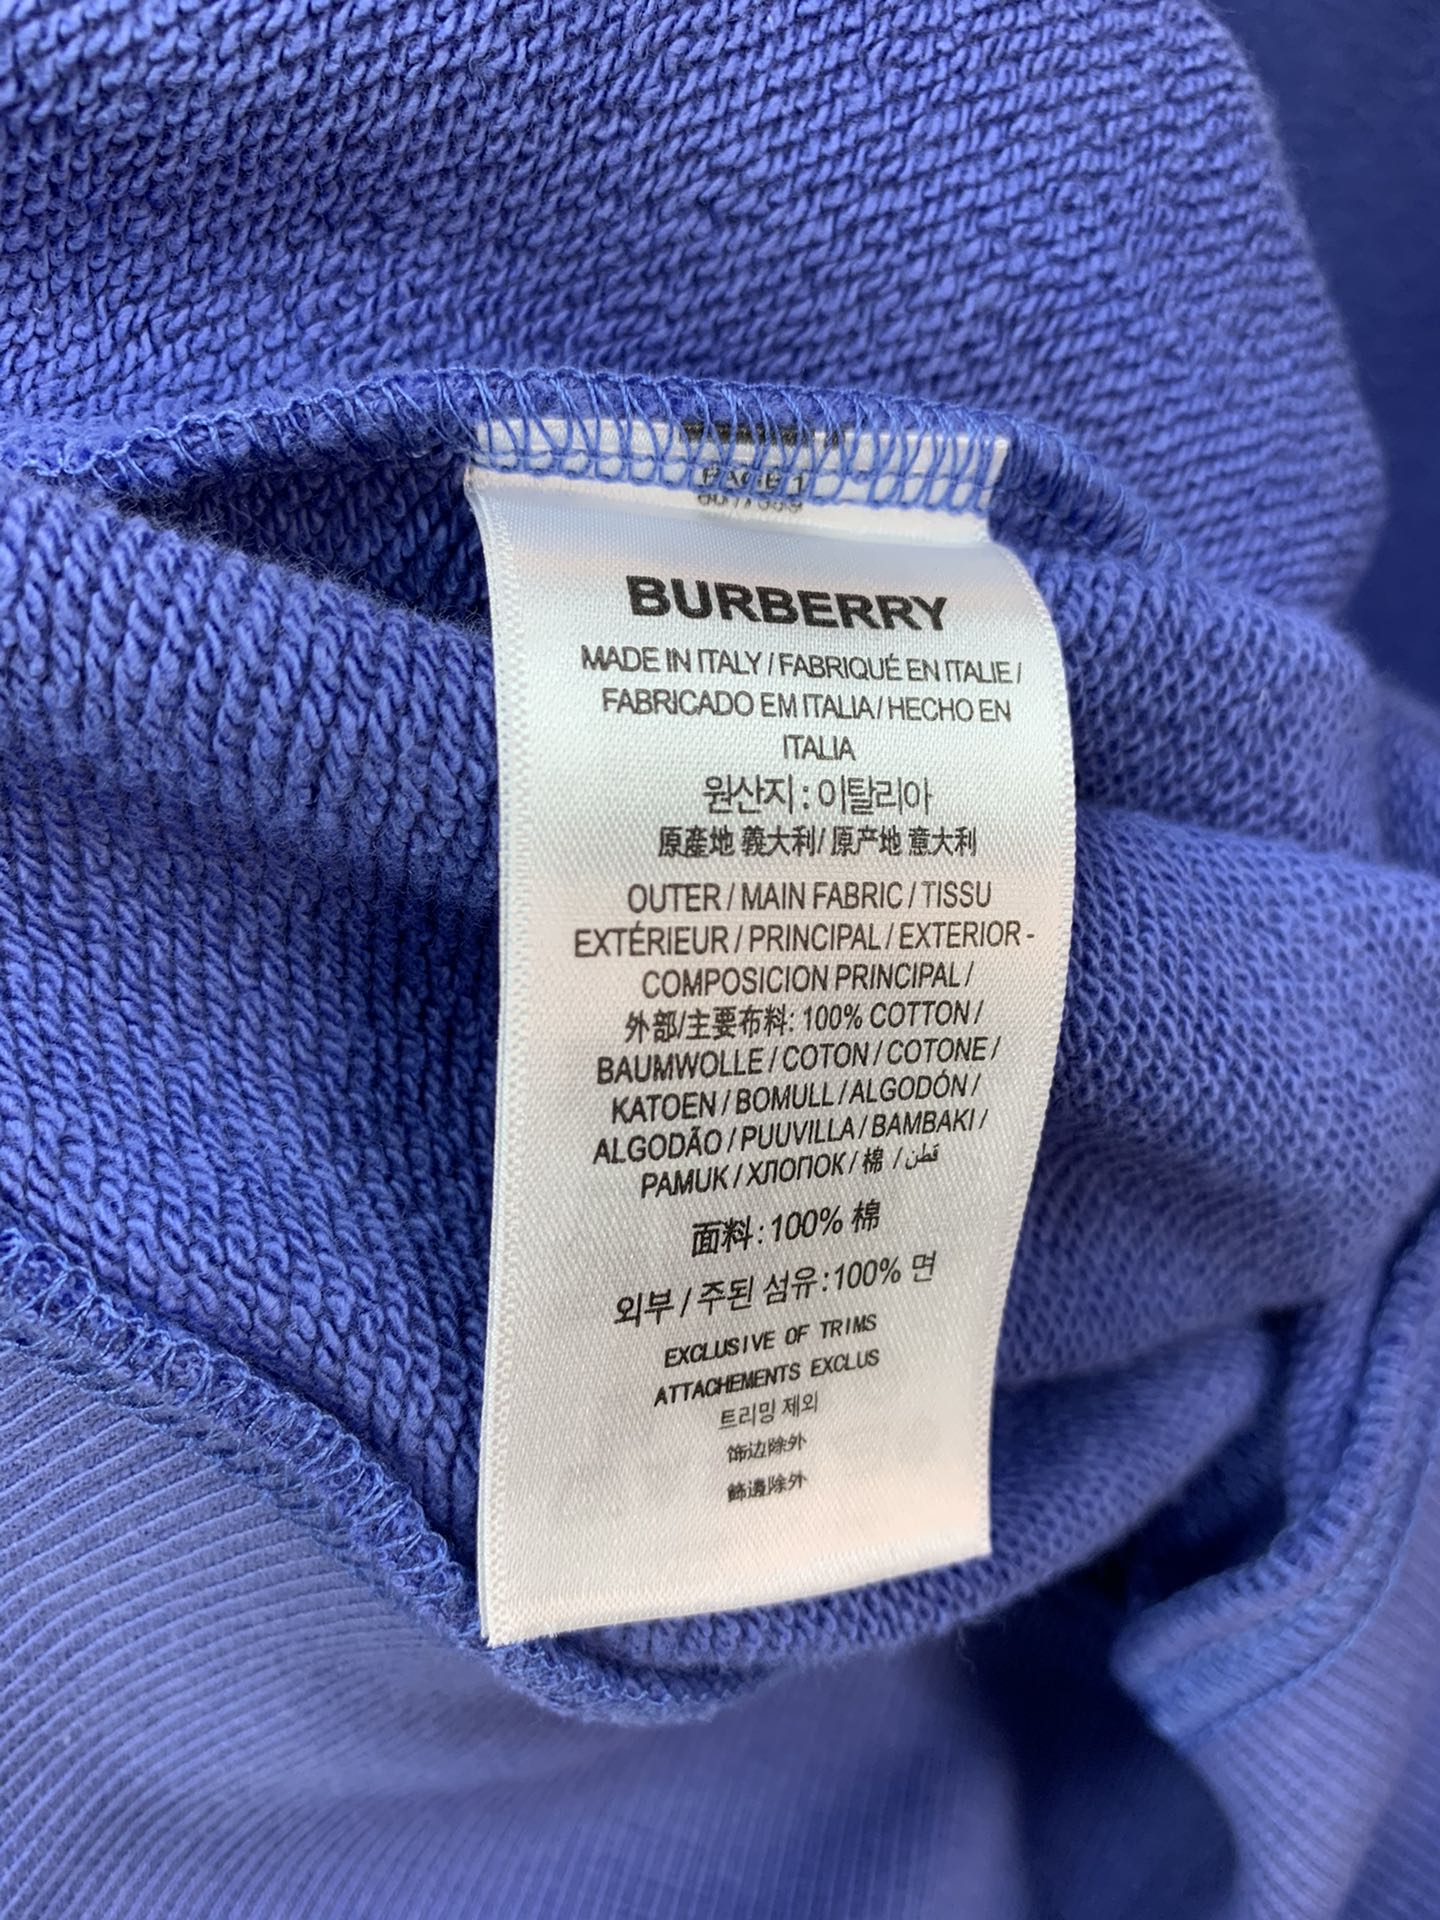 PAGE 1
BURBERRY
MADE IN ITALY / FABRIQUÉ EN ITALIE /
FABRICADO EM ITALIA / HECHO EN
ITALIA
원산지 : 이탈리아
原產地 義大利/ 原产地 意大利
OUTER / MAIN FABRIC / TISSU
EXTÉRIEUR / PRINCIPAL / EXTERIOR -
COMPOSICION PRINCIPAL /
外部/主要布料: 100% COTTON /
BAUMWOLLE / COTON / COTONE /
KATOEN / BOMULL / ALGODÓN /
ALGODÃO / PUUVILLA / BAMBAKI /
PAMUK / ХЛОПОК / 棉 / قطن
面料 : 100% 棉
외부 / 주된 섬유 : 100% 면
EXCLUSIVE OF TRIMS
ATTACHEMENTS EXCLUS
트리밍 제외
饰边除外
飾邊除外